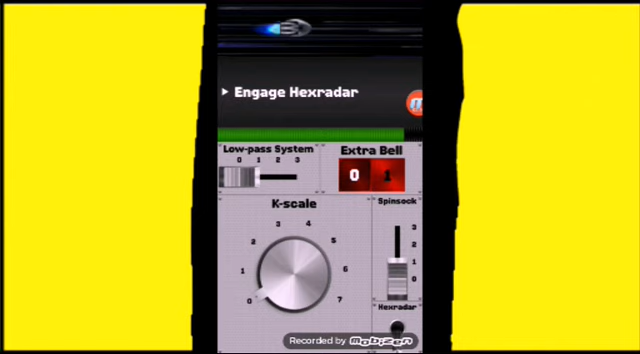 Engage Hexradar
Low-pass System
0 1 2 3
Extra Bell
0 1
K-scale
0 1 2 3 4 5 6 7
Spinsock
3
2
1
0
Hexradar
Recorded by mobizen
m